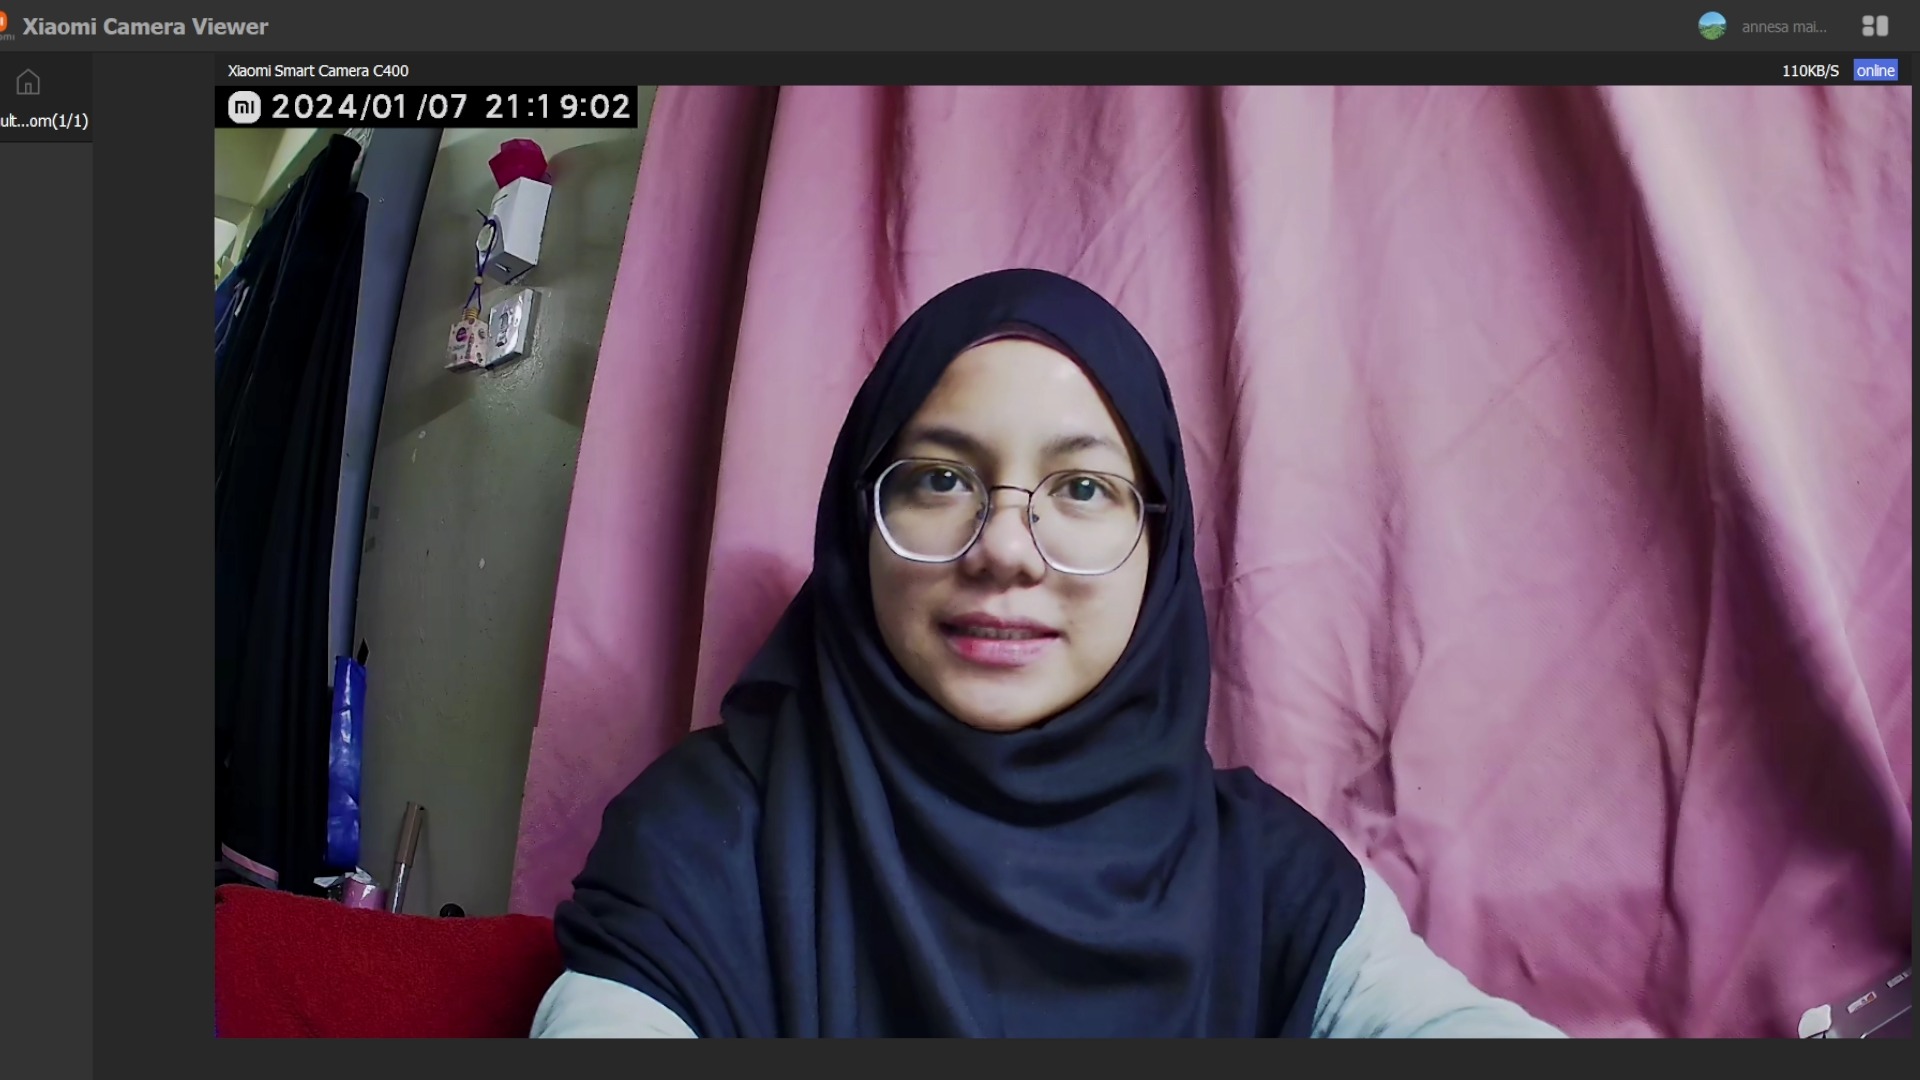 Xiaomi Camera Viewer
annesa mai...
ult...om(1/1)
Xiaomi Smart Camera C400
110KB/S
online
mi 2024/01/07 21:19:02